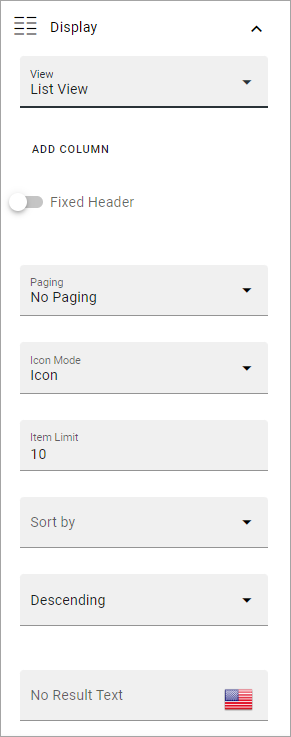 Display
View
List View
ADD COLUMN
Fixed Header
Paging
No Paging
Icon Mode
Icon
Item Limit
10
Sort by
Descending
No Result Text